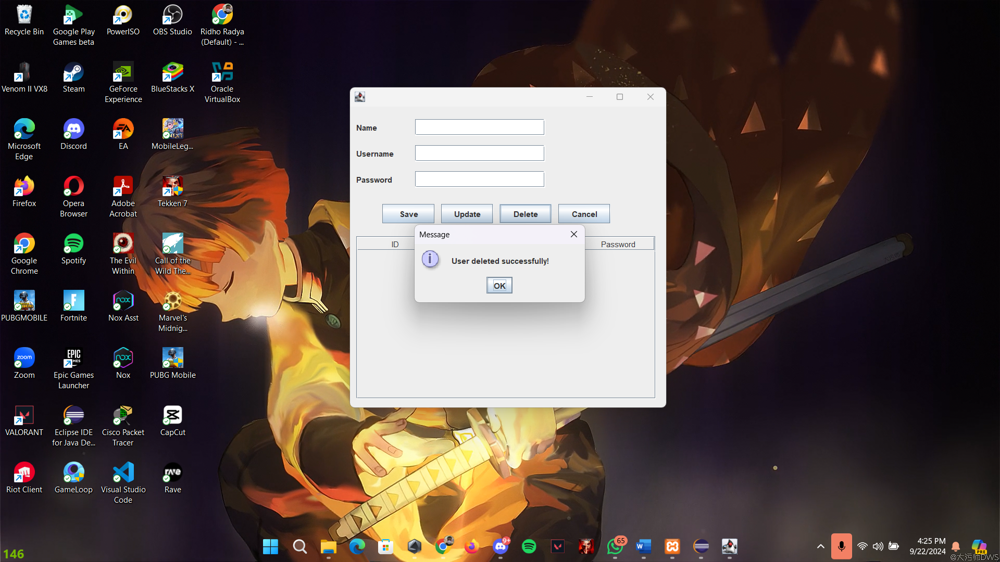 Recycle Bin
Google Play
Games beta
PowerISO
OBS Studio
Ridho Radya
(Default) - ...
Venom II VX8
Steam
GeForce
Experience
BlueStacks X
Oracle
VirtualBox
Microsoft
Edge
Discord
EA
MobileLeg...
Firefox
Opera
Browser
Adobe
Acrobat
Tekken 7
Google
Chrome
Spotify
The Evil
Within
Call of the
Wild The...
PUBGMOBILE
Fortnite
Nox Asst
Marvel's
Midnig...
Zoom
Epic Games
Launcher
Nox
PUBG Mobile
VALORANT
Eclipse IDE
for Java De...
Cisco Packet
Tracer
CapCut
Riot Client
GameLoop
Visual Studio
Code
Rave
Name
Username
Password
Save
Update
Delete
Cancel
ID
Password
Message
User deleted successfully!
OK
146
9+
65
4:25 PM
9/22/2024
PRE
@大污师DWS